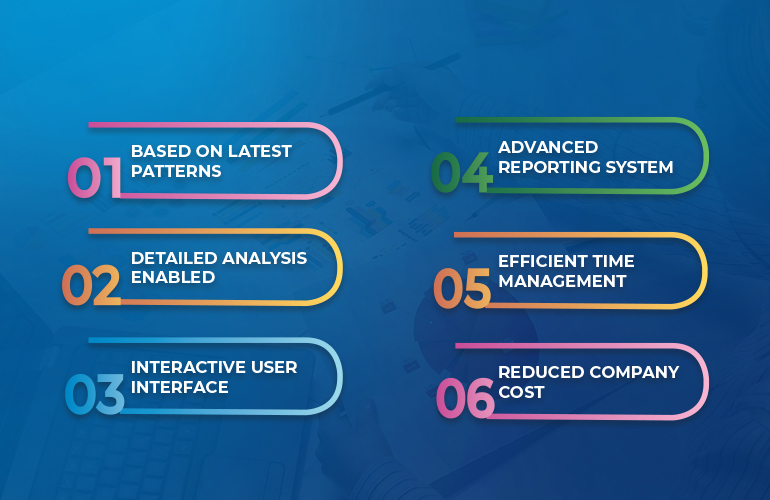 01
BASED ON LATEST
PATTERNS
02
DETAILED ANALYSIS
ENABLED
03
INTERACTIVE USER
INTERFACE
04
ADVANCED
REPORTING SYSTEM
05
EFFICIENT TIME
MANAGEMENT
06
REDUCED COMPANY
COST